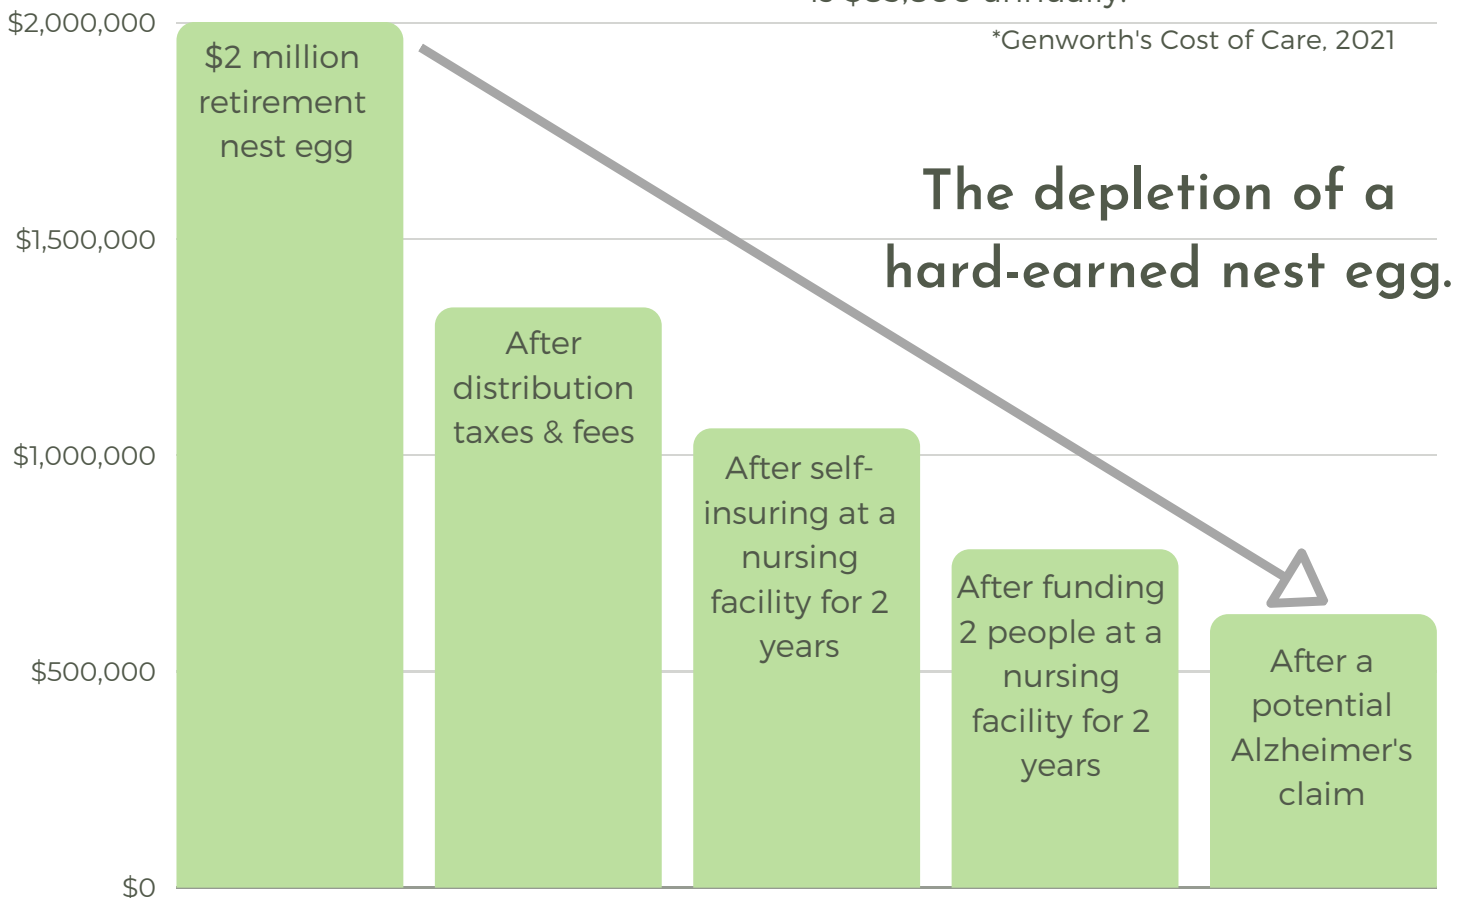 $2,000,000
*Genworth's Cost of Care, 2021
$2 million
retirement
nest egg
The depletion of a
hard-earned nest egg.
$1,500,000
After
distribution
taxes & fees
$1,000,000
After self-
insuring at a
nursing
facility for 2
years
After funding
2 people at a
nursing
facility for 2
years
$500,000
After a
potential
Alzheimer's
claim
$0